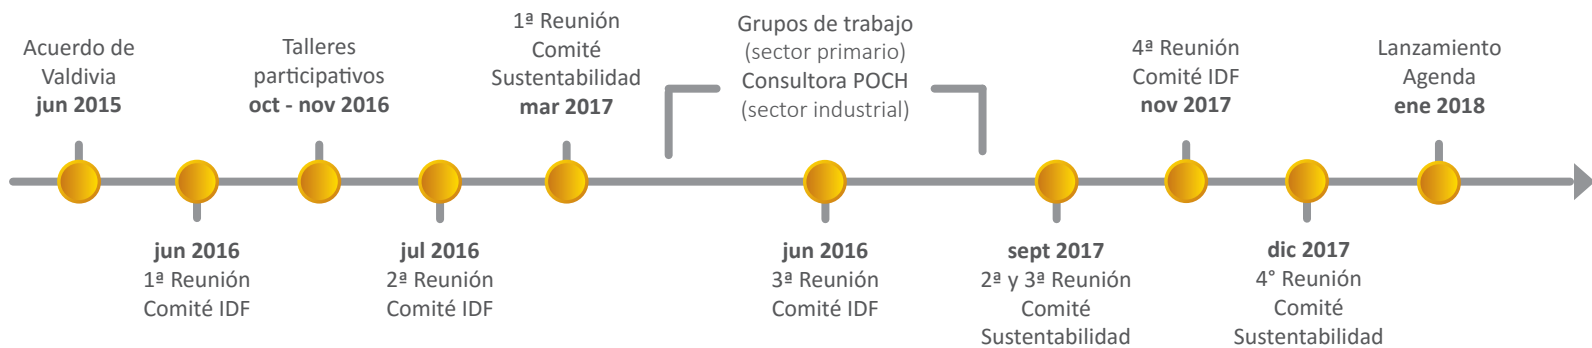 Acuerdo de
Valdivia
jun 2015
jun 2016
1ª Reunión
Comité IDF
Talleres
participativos
oct - nov 2016
jul 2016
2ª Reunión
Comité IDF
1ª Reunión
Comité
Sustentabilidad
mar 2017
Grupos de trabajo
(sector primario)
Consultora POCH
(sector industrial)
jun 2016
3ª Reunión
Comité IDF
sept 2017
2ª y 3ª Reunión
Comité
Sustentabilidad
4ª Reunión
Comité IDF
nov 2017
dic 2017
4° Reunión
Comité
Sustentabilidad
Lanzamiento
Agenda
ene 2018